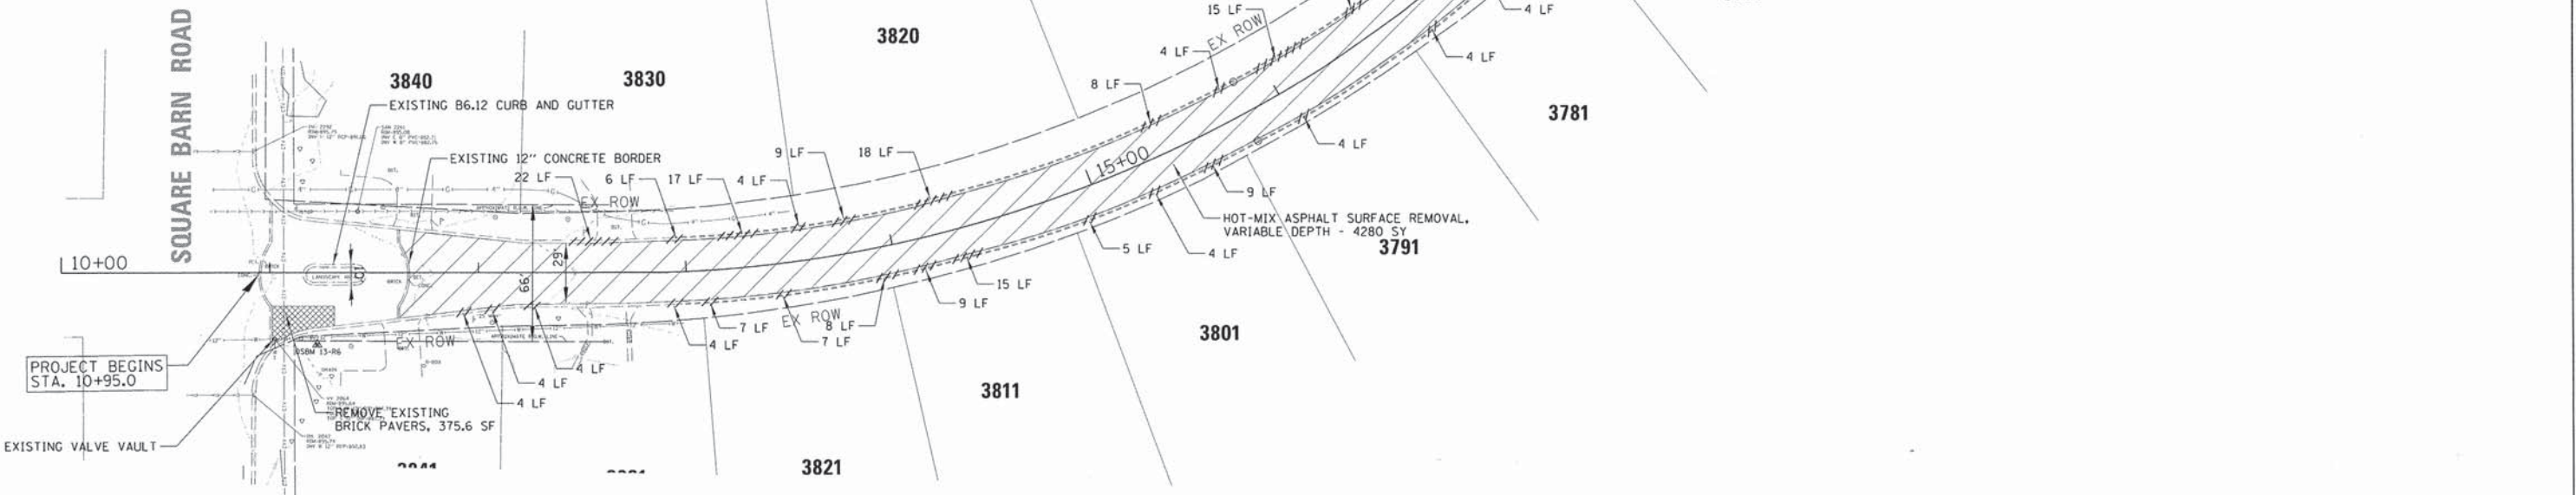 SQUARE BARN ROAD
3840
3830
3820
15 LF
EX ROW
4 LF
4 LF
4 LF
8 LF
3781
EXISTING B6.12 CURB AND GUTTER
EXISTING 12" CONCRETE BORDER
22 LF
6 LF
17 LF
4 LF
9 LF
18 LF
15+00
4 LF
9 LF
EX ROW
HOT-MIX ASPHALT SURFACE REMOVAL,
VARIABLE DEPTH - 4280 SY
3791
5 LF
4 LF
10+00
10'
66'
29'
15 LF
9 LF
8 LF
7 LF
7 LF
EX ROW
4 LF
EX ROW
DSBM 13-R6
4 LF
4 LF
4 LF
3801
PROJECT BEGINS
STA. 10+95.0
3811
REMOVE EXISTING
BRICK PAVERS, 375.6 SF
EXISTING VALVE VAULT
3821